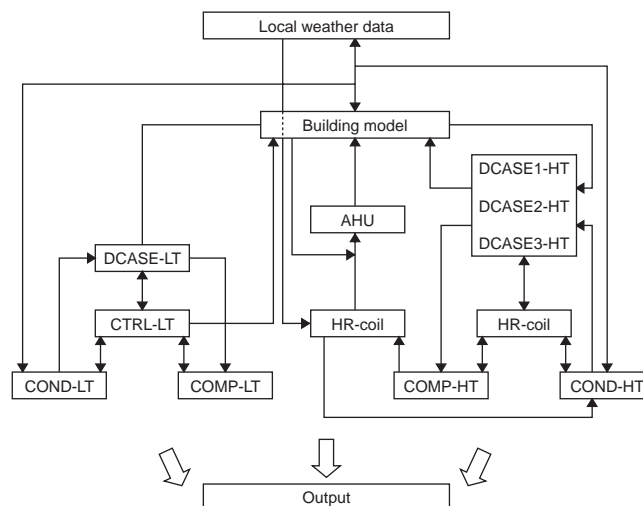 Local weather data
Building model
DCASE1-HT
DCASE2-HT
DCASE3-HT
AHU
DCASE-LT
CTRL-LT
HR-coil
HR-coil
COND-LT
COMP-LT
COMP-HT
COND-HT
Output